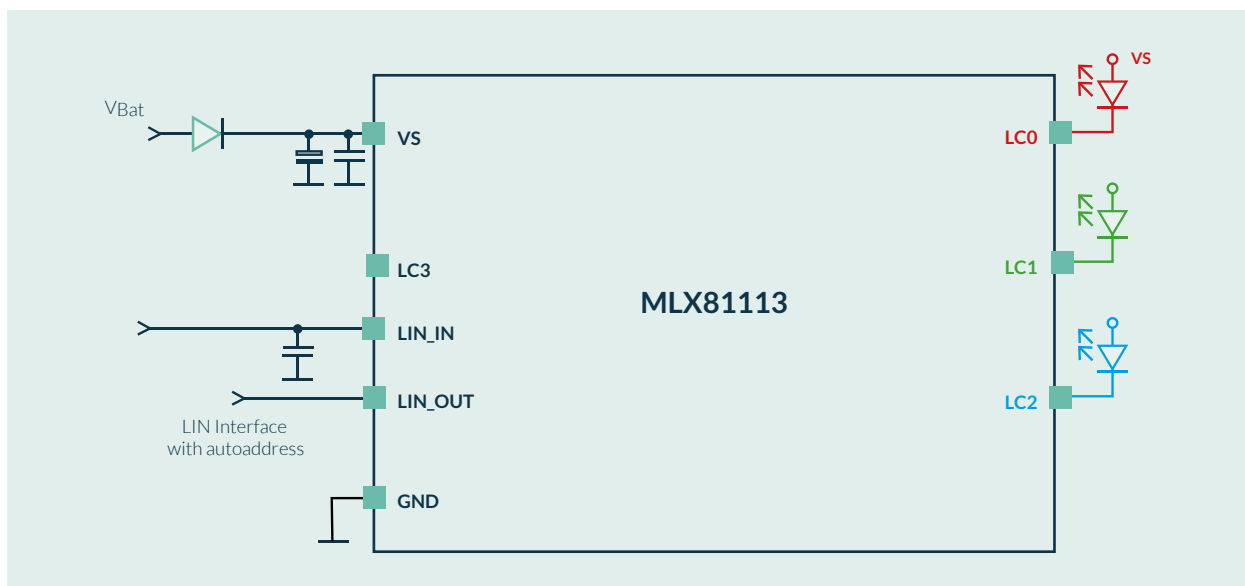 VBat
VS
LC3
LIN_IN
LIN_OUT
LIN Interface
with autoaddress
GND
MLX81113
VS
LC0
LC1
LC2